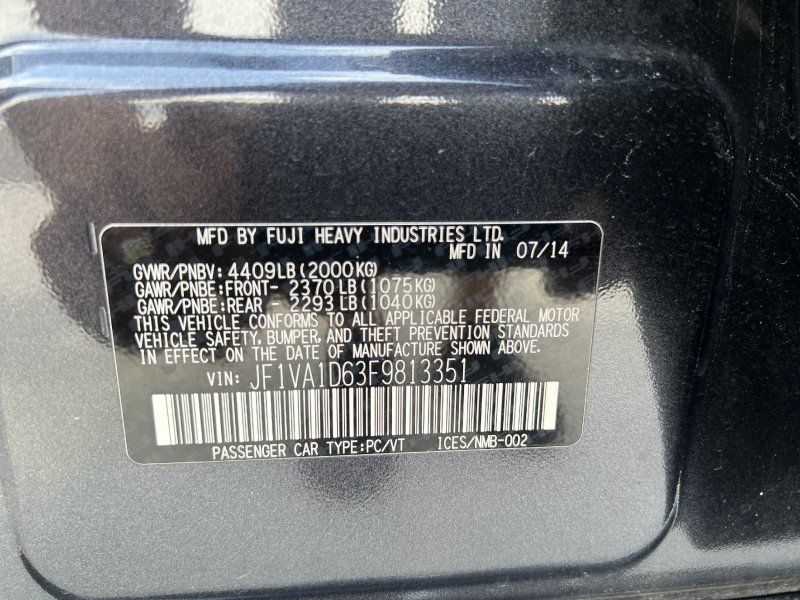 MFD BY FUJI HEAVY INDUSTRIES LTD.
MFD IN 07/14
GVWR/PNBV: 4409LB(2000KG)
GAWR/PNBE:FRONT- 2370LB(1075KG)
GAWR/PNBE:REAR - 2293LB(1040KG)
THIS VEHICLE CONFORMS TO ALL APPLICABLE FEDERAL MOTOR
VEHICLE SAFETY, BUMPER, AND THEFT PREVENTION STANDARDS
IN EFFECT ON THE DATE OF MANUFACTURE SHOWN ABOVE.
VIN: JF1VA1D63F9813351
PASSENGER CAR TYPE:PC/VT ICES/NMB-002